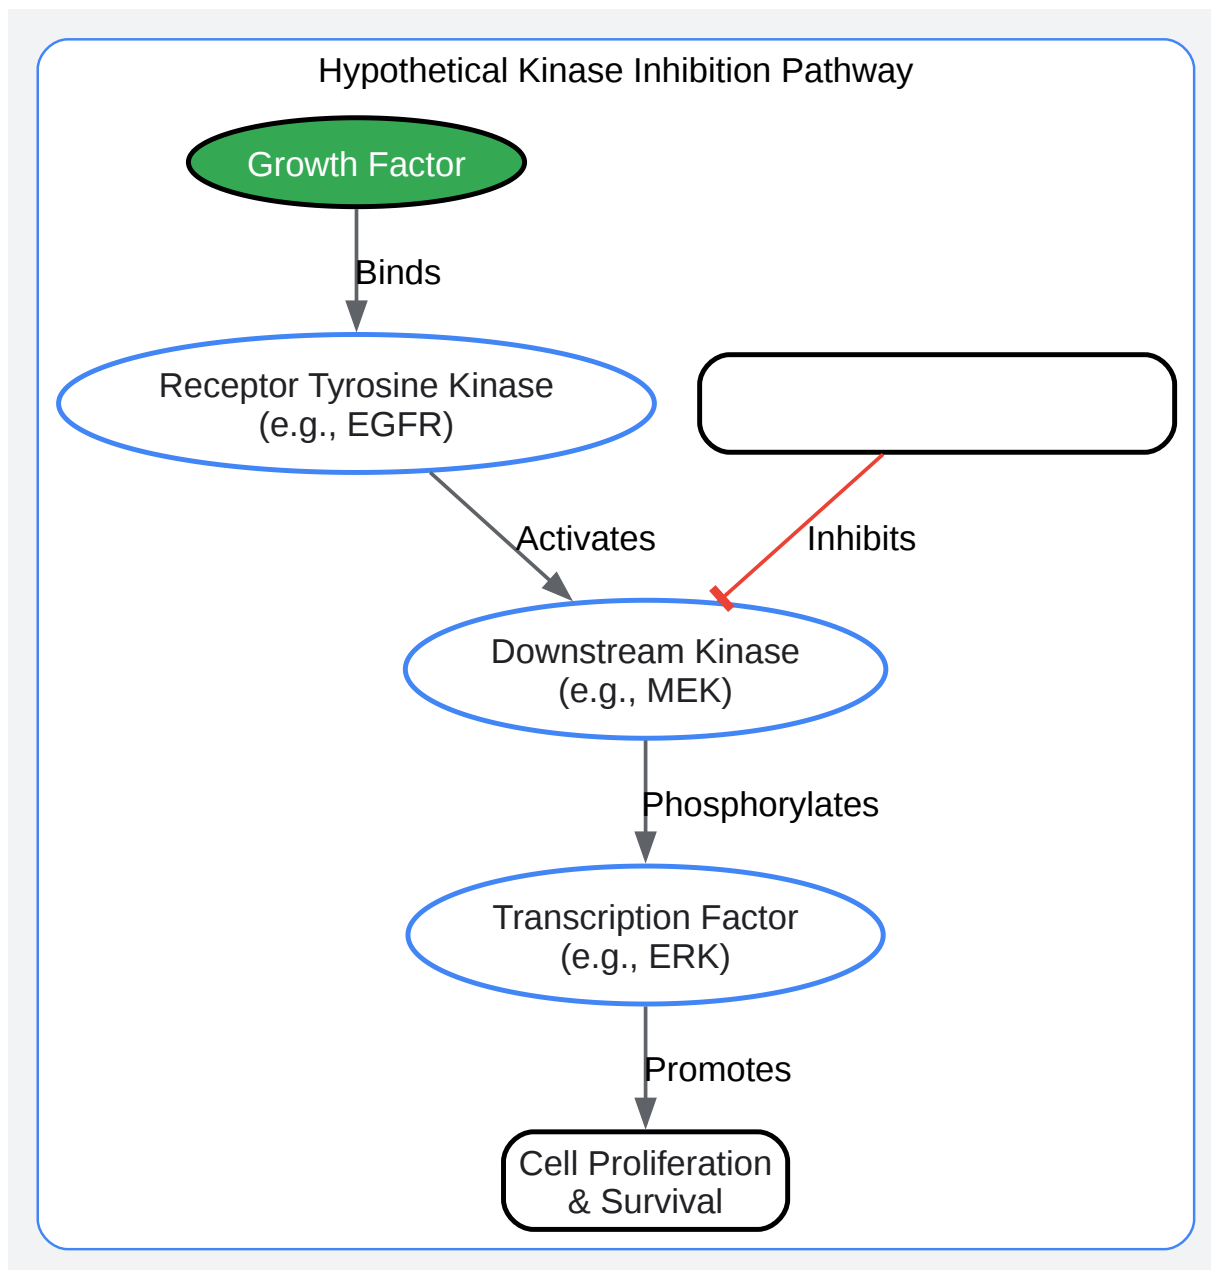 Hypothetical Kinase Inhibition Pathway
Growth Factor
Binds
Receptor Tyrosine Kinase
(e.g., EGFR)
Activates
Inhibits
Downstream Kinase
(e.g., MEK)
Phosphorylates
Transcription Factor
(e.g., ERK)
Promotes
Cell Proliferation
& Survival